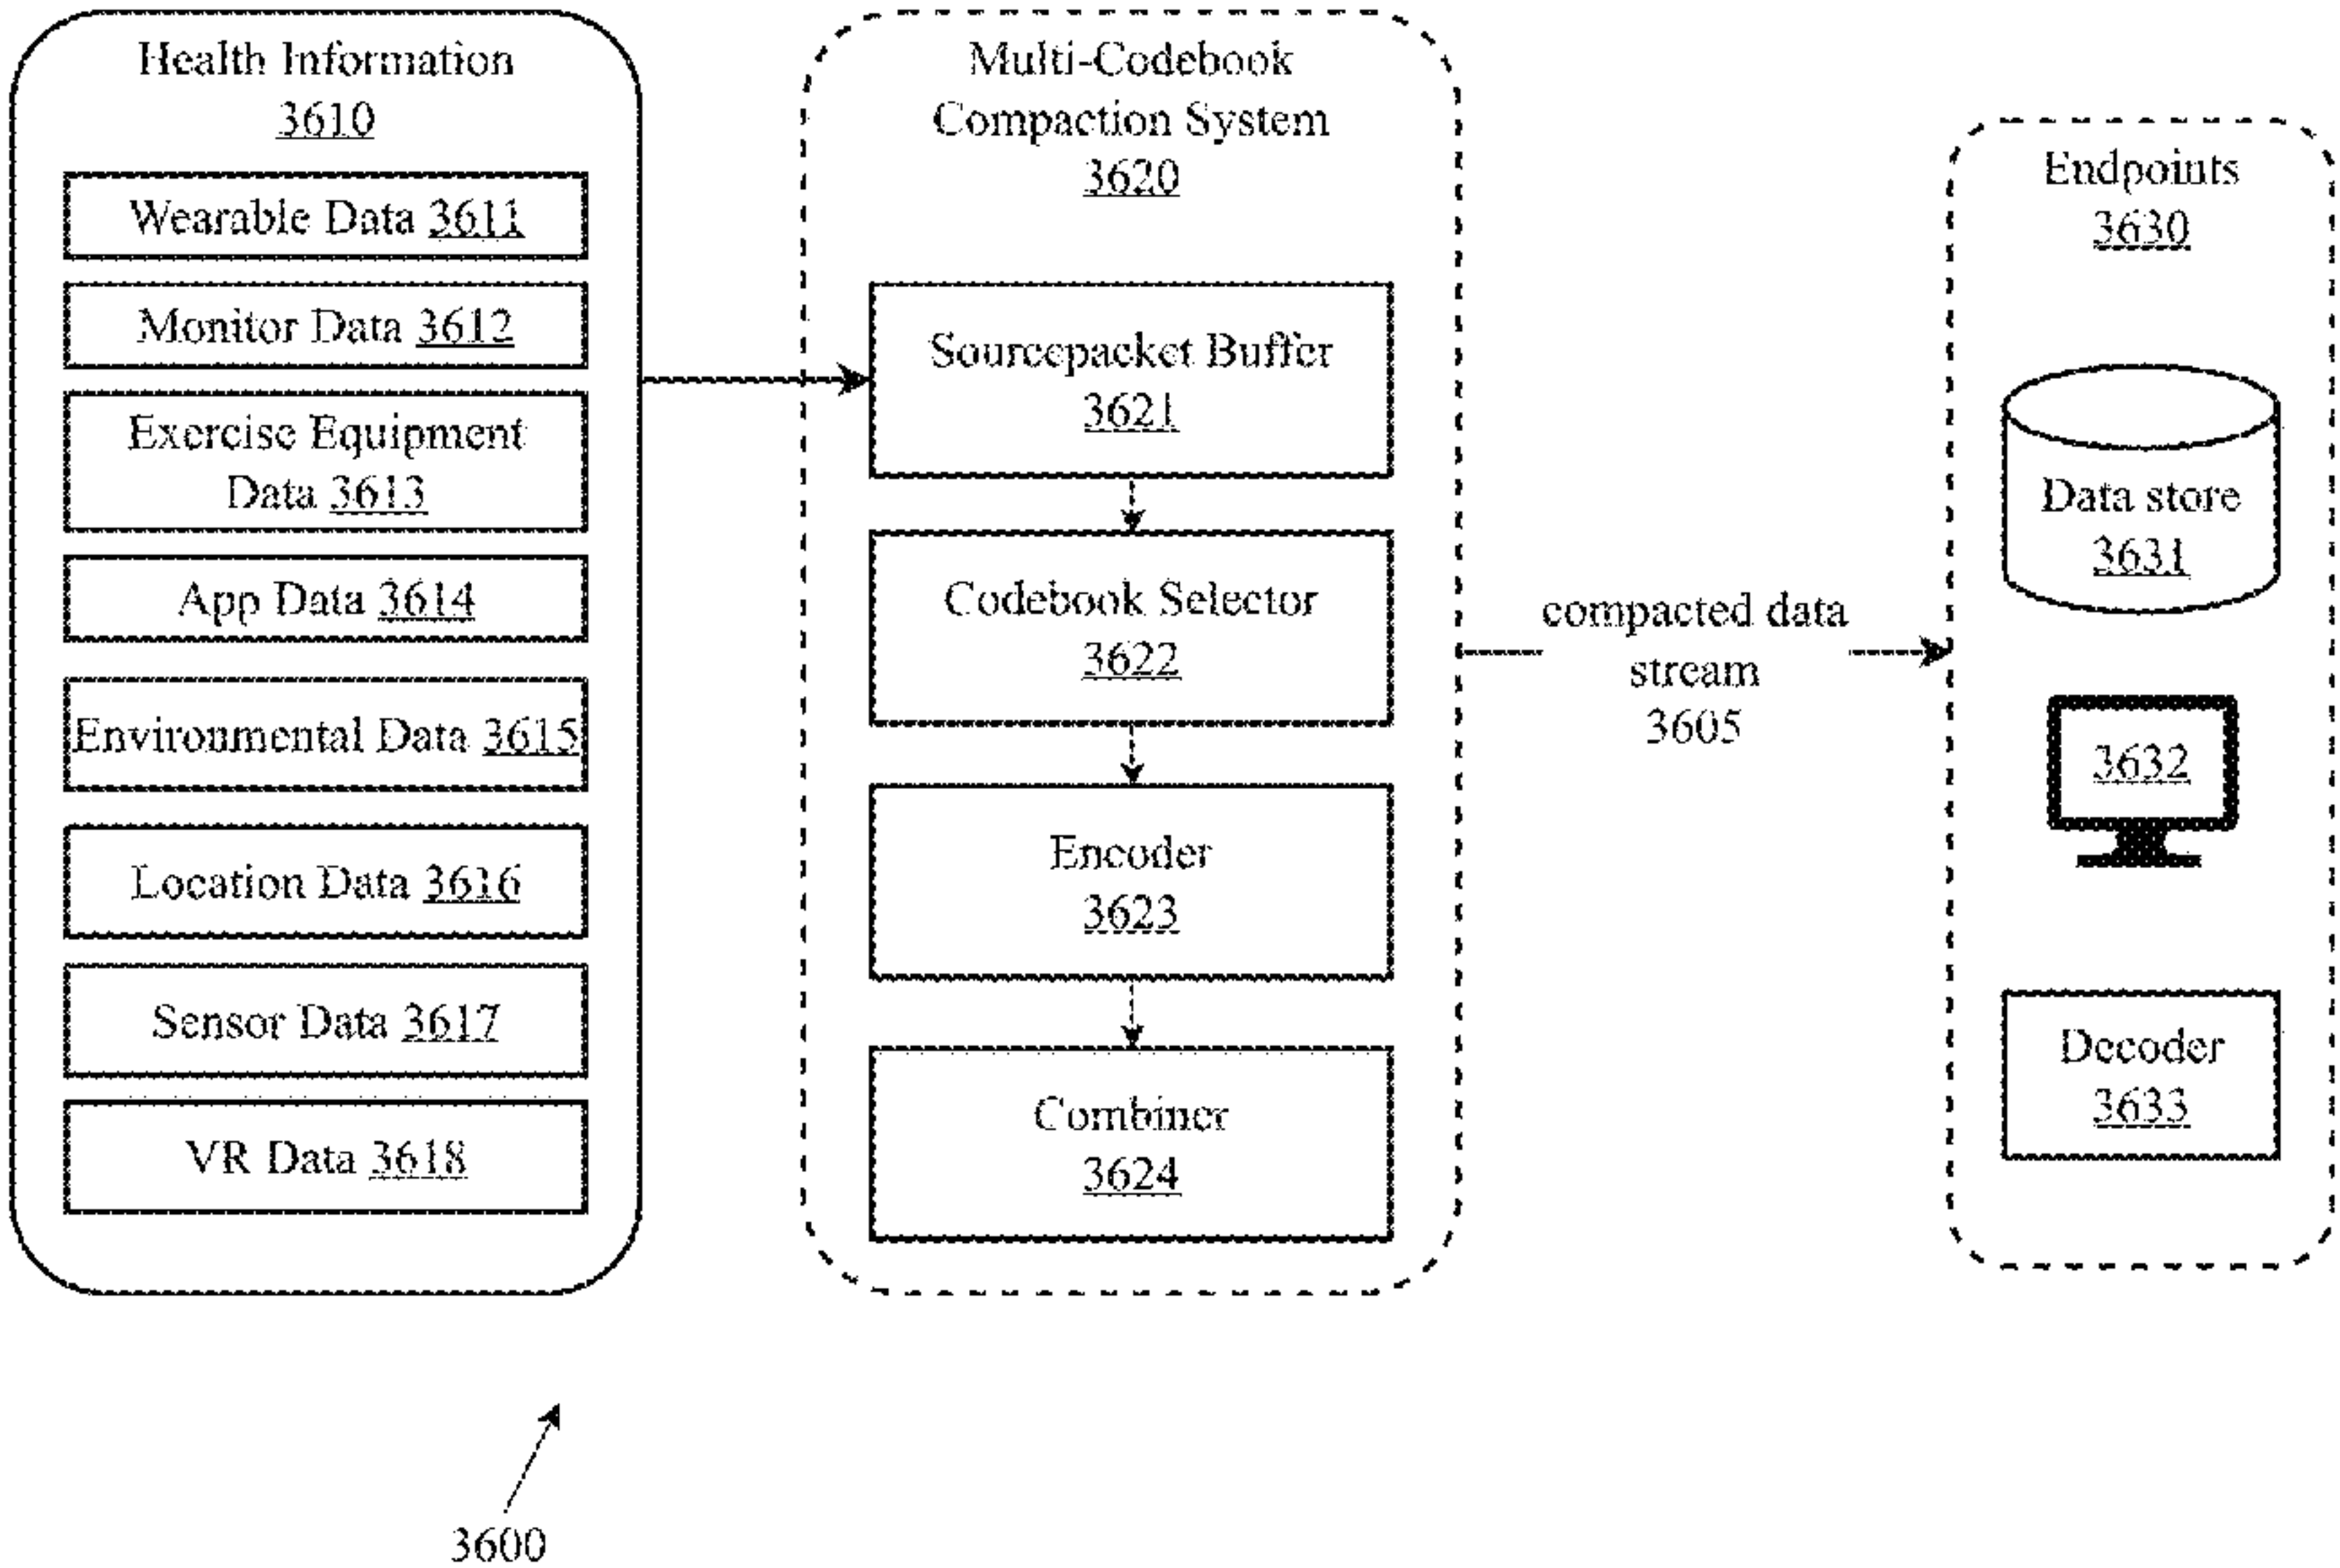 Health Information
3610
Wearable Data 3611
Monitor Data 3612
Exercise Equipment
Data 3613
App Data 3614
Environmental Data 3615
Location Data 3616
Sensor Data 3617
VR Data 3618
Multi-Codebook
Compaction System
3620
Sourcepacket Buffer
3621
Codebook Selector
3622
Encoder
3623
Combiner
3624
compacted data
stream
3605
Endpoints
3630
Data store
3631
3632
Decoder
3633
3600